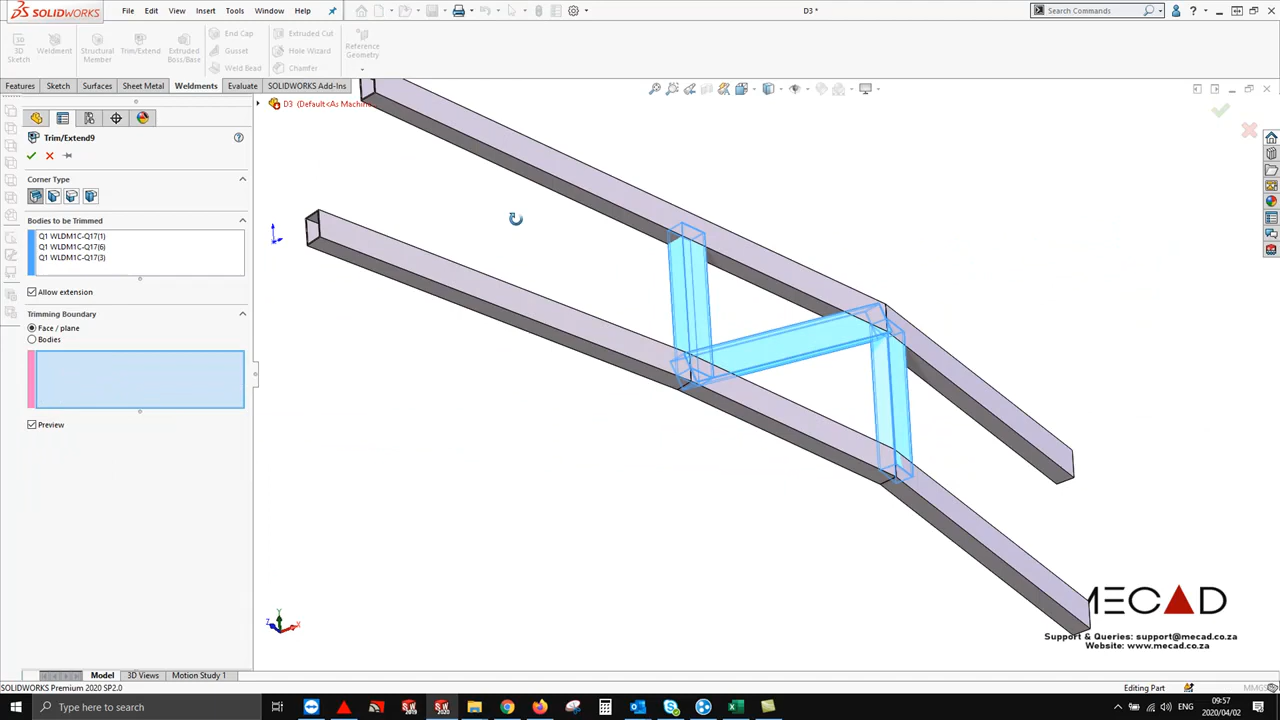 SOLIDWORKS
File Edit View Insert Tools Window Help
D3 *
Search Commands
3D Sketch
Weldment
Structural Member
Trim/Extend
Extruded Boss/Base
End Cap
Gusset
Weld Bead
Extruded Cut
Hole Wizard
Chamfer
Reference Geometry
Features Sketch Surfaces Sheet Metal Weldments Evaluate SOLIDWORKS Add-Ins
D3 (Default<As Machine
Trim/Extend9
Corner Type
Bodies to be Trimmed
Q1 WLDM1C-Q17(1)
Q1 WLDM1C-Q17(6)
Q1 WLDM1C-Q17(3)
Allow extension
Trimming Boundary
Face / plane
Bodies
Preview
Y
Z X
MECAD
Support & Queries: support@mecad.co.za
Website: www.mecad.co.za
Model 3D Views Motion Study 1
SOLIDWORKS Premium 2020 SP2.0
Editing Part
MMGS
Type here to search
2019
2020
ENG
09:57
2020/04/02